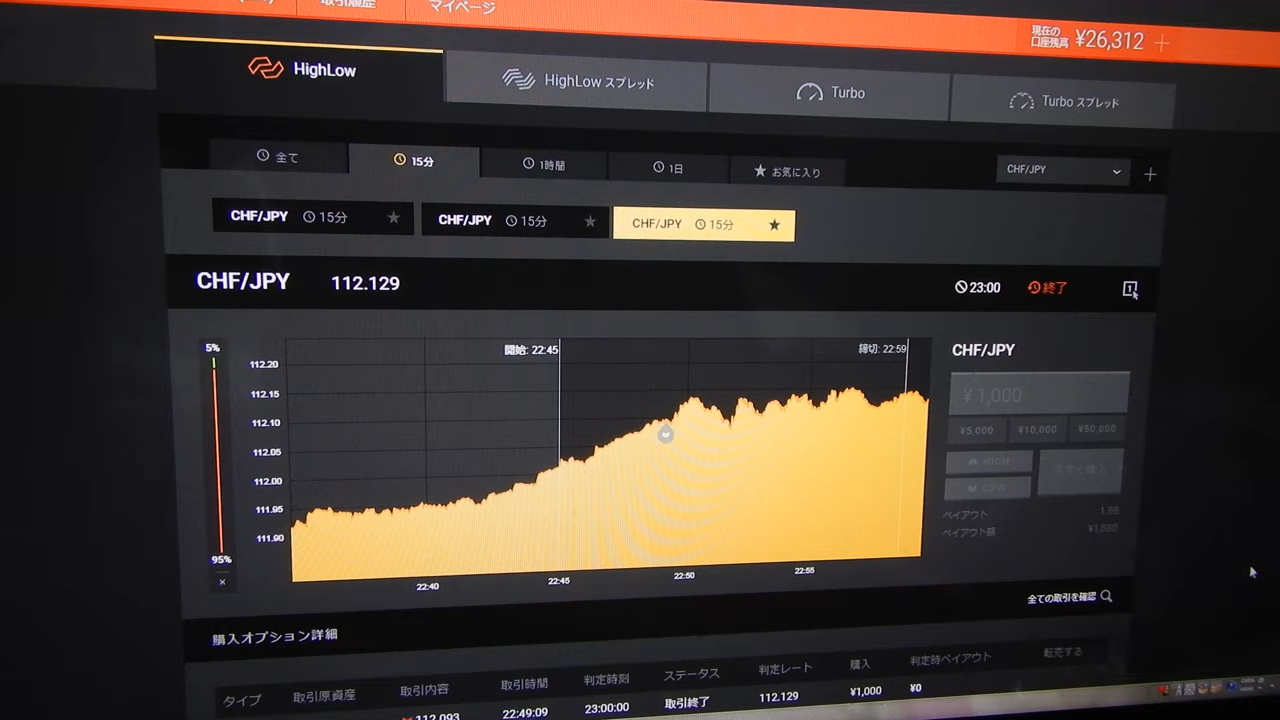 取引履歴
マイページ
現在の
口座残高 ¥26,312
HighLow
HighLow スプレッド
Turbo
Turbo スプレッド
全て
15分
1時間
1日
お気に入り
CHF/JPY
CHF/JPY 15分
CHF/JPY 15分
CHF/JPY 15分
CHF/JPY 112.129
23:00
終了
5%
95%
112.20
112.15
112.10
112.05
112.00
111.95
111.90
開始: 22:45
締切: 22:59
22:40
22:45
22:50
22:55
CHF/JPY
¥1,000
¥5,000
¥10,000
¥50,000
HIGH
LOW
今すぐ購入
ペイアウト 1.88
ペイアウト額 ¥1,880
全ての取引を確認
購入オプション詳細
タイプ 取引原資産 取引内容 取引時間 判定時刻 ステータス 判定レート 購入 判定時ペイアウト 転売する
112.093 22:49:09 23:00:00 取引終了 112.129 ¥1,000 ¥0